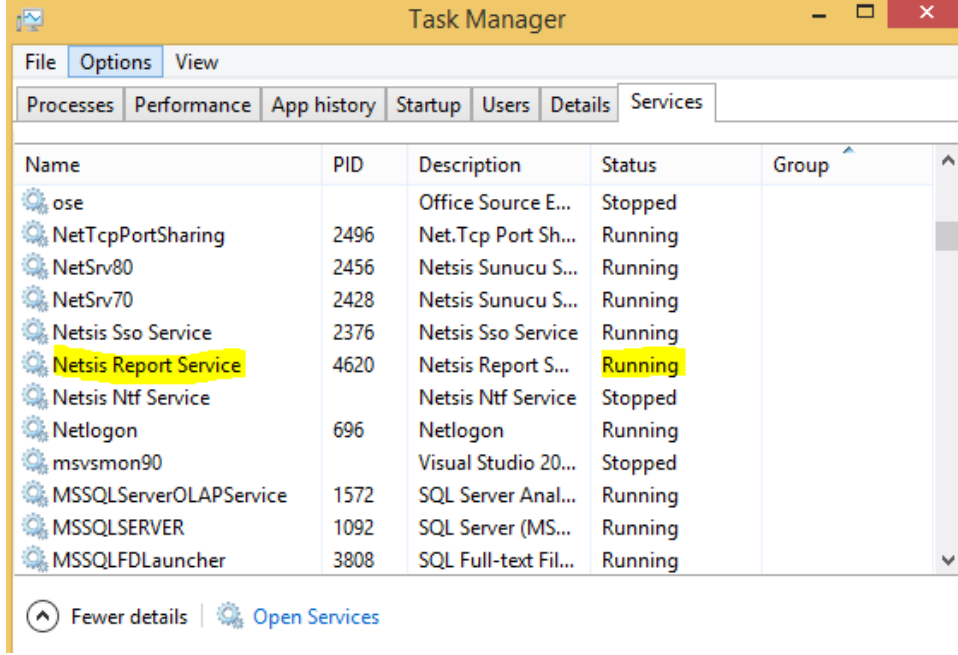 Task Manager
File Options View
Processes Performance App history Startup Users Details Services
Name PID Description Status Group
ose Office Source E... Stopped
NetTcpPortSharing 2496 Net.Tcp Port Sh... Running
NetSrv80 2456 Netsis Sunucu S... Running
NetSrv70 2428 Netsis Sunucu S... Running
Netsis Sso Service 2376 Netsis Sso Service Running
Netsis Report Service 4620 Netsis Report S... Running
Netsis Ntf Service Netsis Ntf Service Stopped
Netlogon 696 Netlogon Running
msvsmon90 Visual Studio 20... Stopped
MSSQLServerOLAPService 1572 SQL Server Anal... Running
MSSQLSERVER 1092 SQL Server (MS... Running
MSSQLFDLauncher 3808 SQL Full-text Fil... Running
Fewer details Open Services